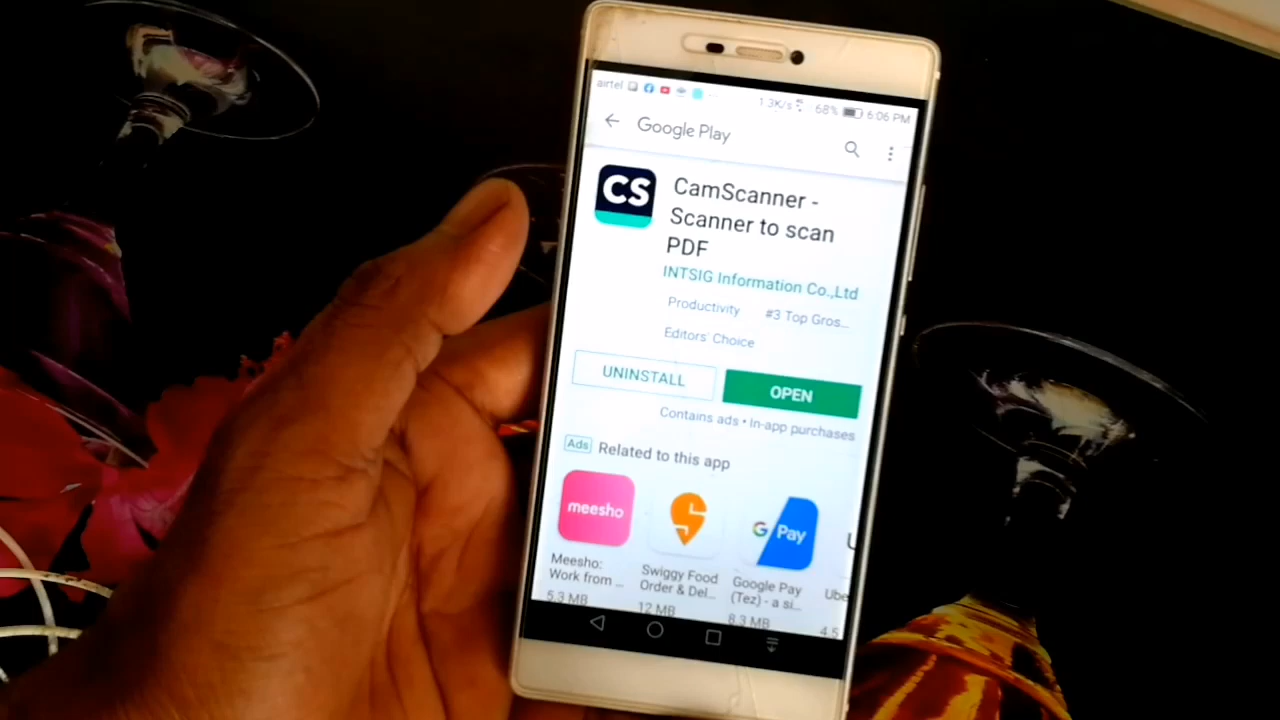 airtel 1.3K/s 68% 6:06 PM
Google Play
CS
CamScanner -
Scanner to scan
PDF
INTSIG Information Co.,Ltd
Productivity #3 Top Gros...
Editors' Choice
UNINSTALL OPEN
Contains ads • In-app purchases
Ads Related to this app
meesho G Pay
Meesho: Swiggy Food Google Pay
Work from ... Order & Del... (Tez) - a si... Ube
5.3 MB 12 MB 8.3 MB 4.5